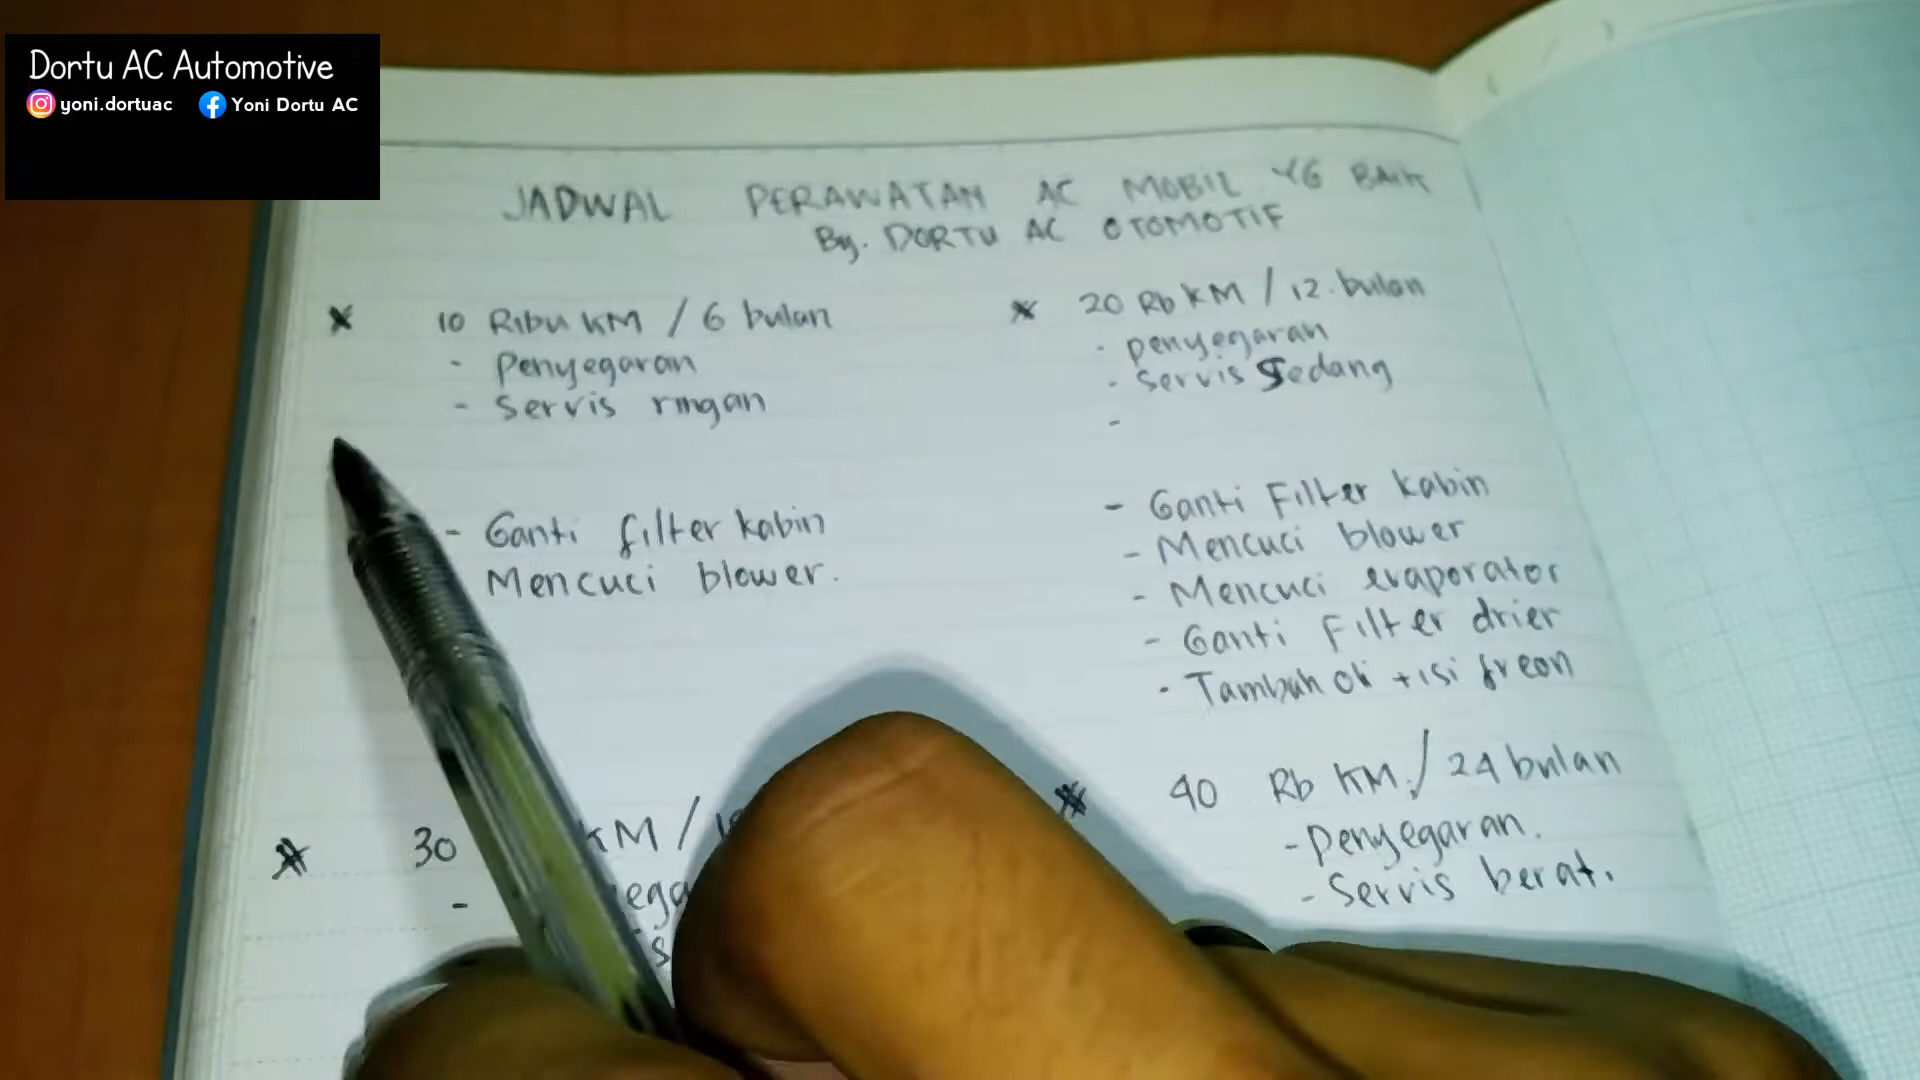 Dortu AC Automotive
yoni.dortuac Yoni Dortu AC
JADWAL PERAWATAN AC MOBIL YG BAIK
By. DORTU AC OTOMOTIF
10 Ribu KM / 6 bulan
- Penyegaran
- Servis ringan
- Ganti filter kabin
Mencuci blower.
20 Rb KM / 12. bulan
- penyegaran
- Servis Sedang
-
- Ganti Filter kabin
- Mencuci blower
- Mencuci evaporator
- Ganti Filter drier
- Tambah oli + isi freon
30 KM /
-
40 Rb KM / 24 bulan
- Penyegaran.
- Servis berat.